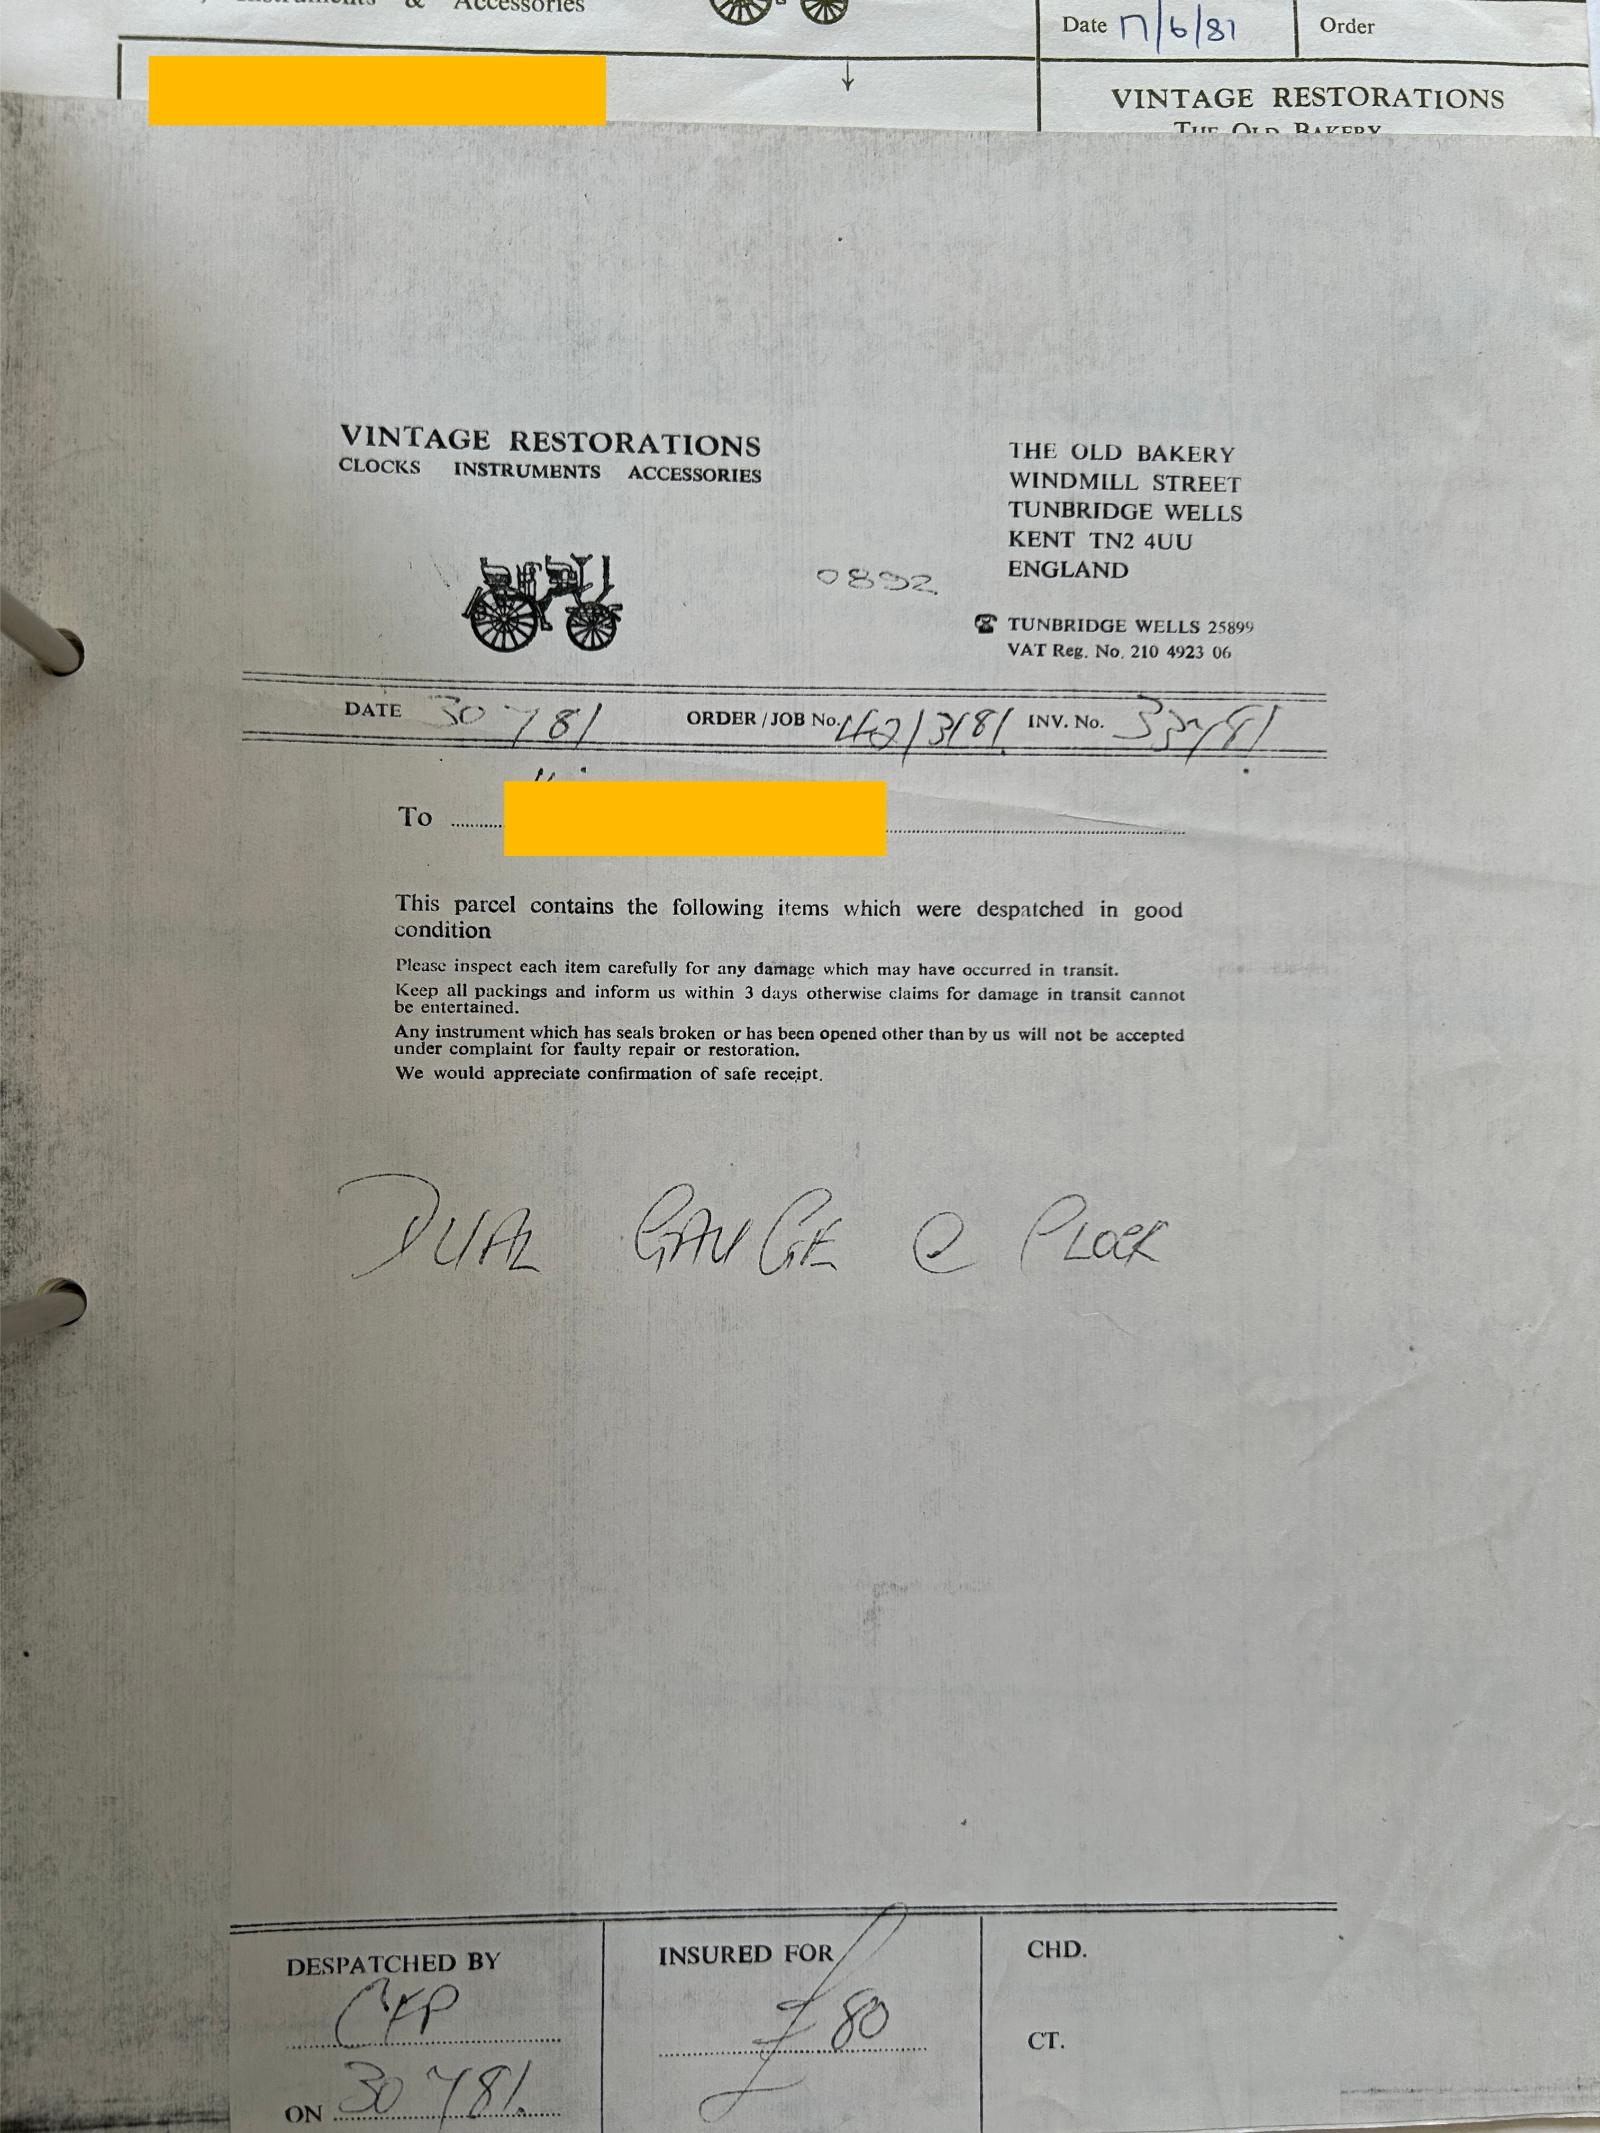 Instruments & Accessories
Date 17/6/81
Order
VINTAGE RESTORATIONS
THE OLD BAKERY
VINTAGE RESTORATIONS
CLOCKS INSTRUMENTS ACCESSORIES
THE OLD BAKERY
WINDMILL STREET
TUNBRIDGE WELLS
KENT TN2 4UU
ENGLAND
0892
TUNBRIDGE WELLS 25899
VAT Reg. No. 210 4923 06
DATE 30 7 81
ORDER / JOB No. 42/3/81.
INV. No.
To
This parcel contains the following items which were despatched in good
condition
Please inspect each item carefully for any damage which may have occurred in transit.
Keep all packings and inform us within 3 days otherwise claims for damage in transit cannot
be entertained.
Any instrument which has seals broken or has been opened other than by us will not be accepted
under complaint for faulty repair or restoration.
We would appreciate confirmation of safe receipt.
DUAL GAUGE @ CLOCK
DESPATCHED BY
INSURED FOR
£80
CHD.
CT.
ON 30 7 81.